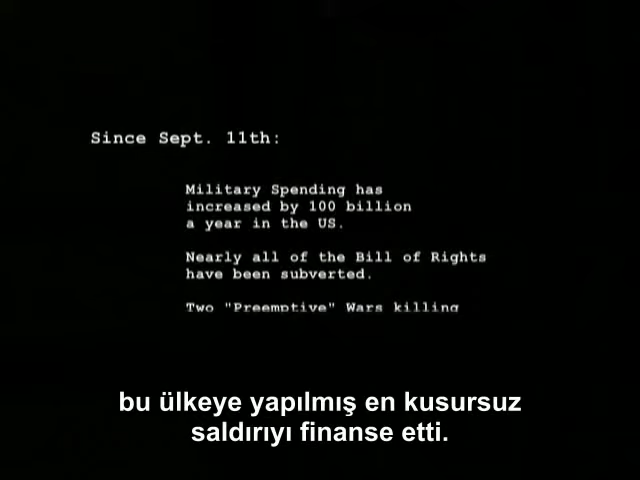 Since Sept. 11th:
Military Spending has
increased by 100 billion
a year in the US.
Nearly all of the Bill of Rights
have been subverted.
Two "Preemptive" Wars killing
bu ülkeye yapılmış en kusursuz
saldırıyı finanse etti.